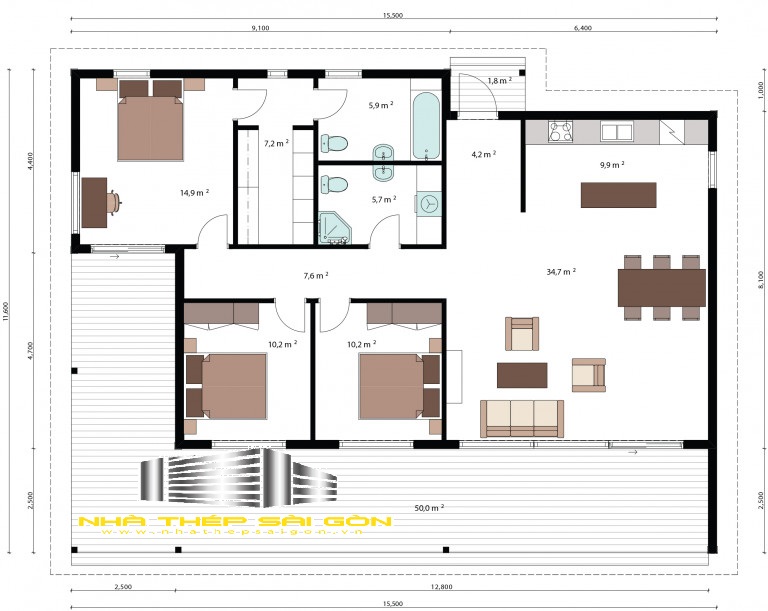 15,500
9,100
6,400
1,8 m ²
1,000
5,9 m ²
4,2 m ²
7,2 m ²
9,9 m ²
4,400
14,9 m ²
5,7 m ²
7,6 m ²
34,7 m ²
8,100
11,600
10,2 m ²
10,2 m ²
4,700
2,500
50,0 m ²
2,500
NHÀ THÉP SÀI GÒN
www.nhathepsaigon.vn
2,500
12,800
15,500